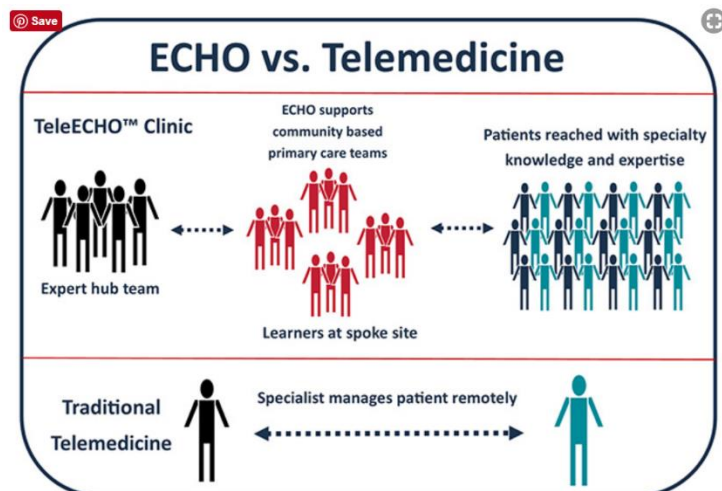 Save
ECHO vs. Telemedicine
TeleECHO™ Clinic
ECHO supports
community based
primary care teams
Patients reached with specialty
knowledge and expertise
Expert hub team
Learners at spoke site
Traditional
Telemedicine
Specialist manages patient remotely